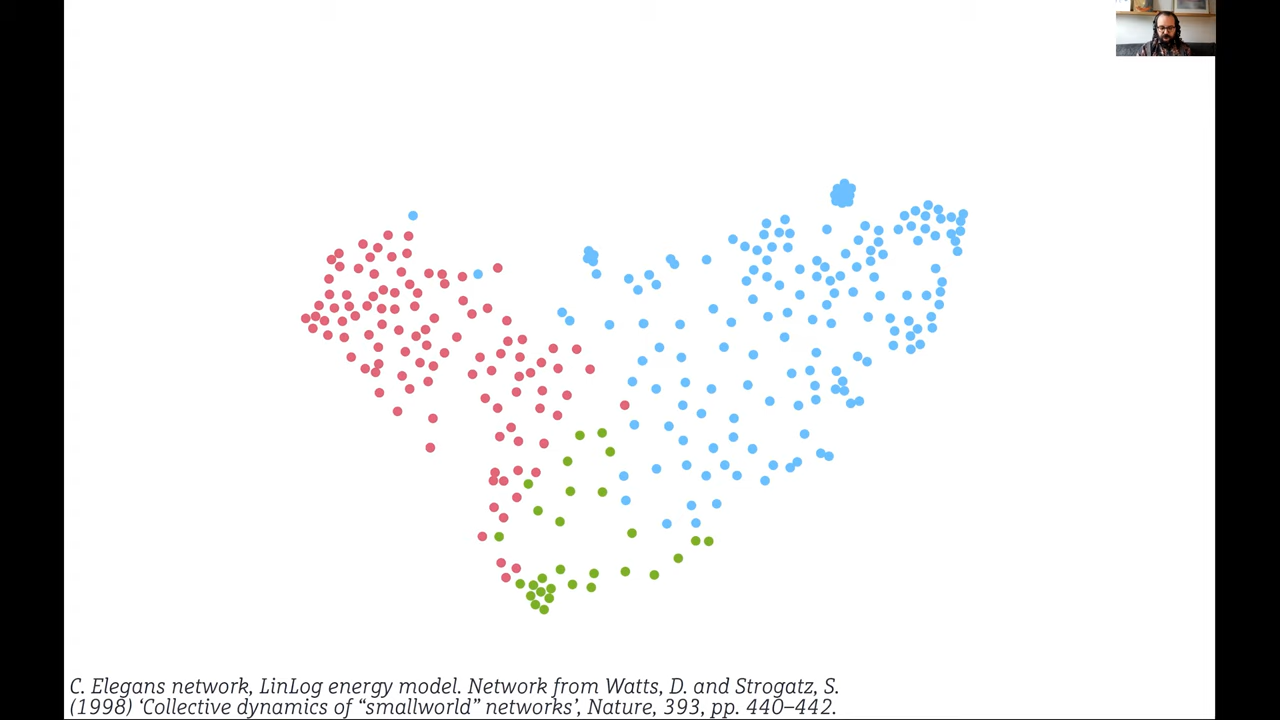 C. Elegans network, LinLog energy model. Network from Watts, D. and Strogatz, S.
(1998) ‘Collective dynamics of “smallworld” networks’, Nature, 393, pp. 440–442.